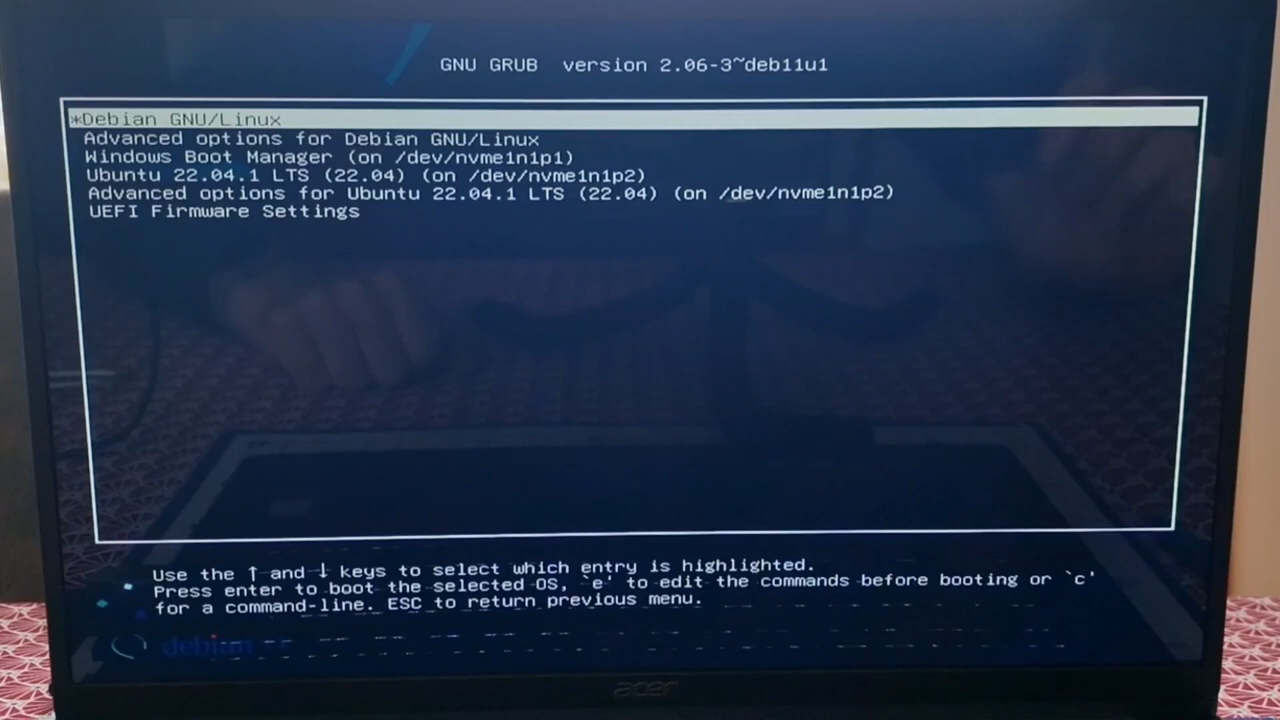 GNU GRUB  version 2.06-3~deb11u1
*Debian GNU/Linux
Advanced options for Debian GNU/Linux
Windows Boot Manager (on /dev/nvme1n1p1)
Ubuntu 22.04.1 LTS (22.04) (on /dev/nvme1n1p2)
Advanced options for Ubuntu 22.04.1 LTS (22.04) (on /dev/nvme1n1p2)
UEFI Firmware Settings
Use the ↑ and ↓ keys to select which entry is highlighted.
Press enter to boot the selected OS, `e' to edit the commands before booting or `c'
for a command-line. ESC to return previous menu.
debian
acer